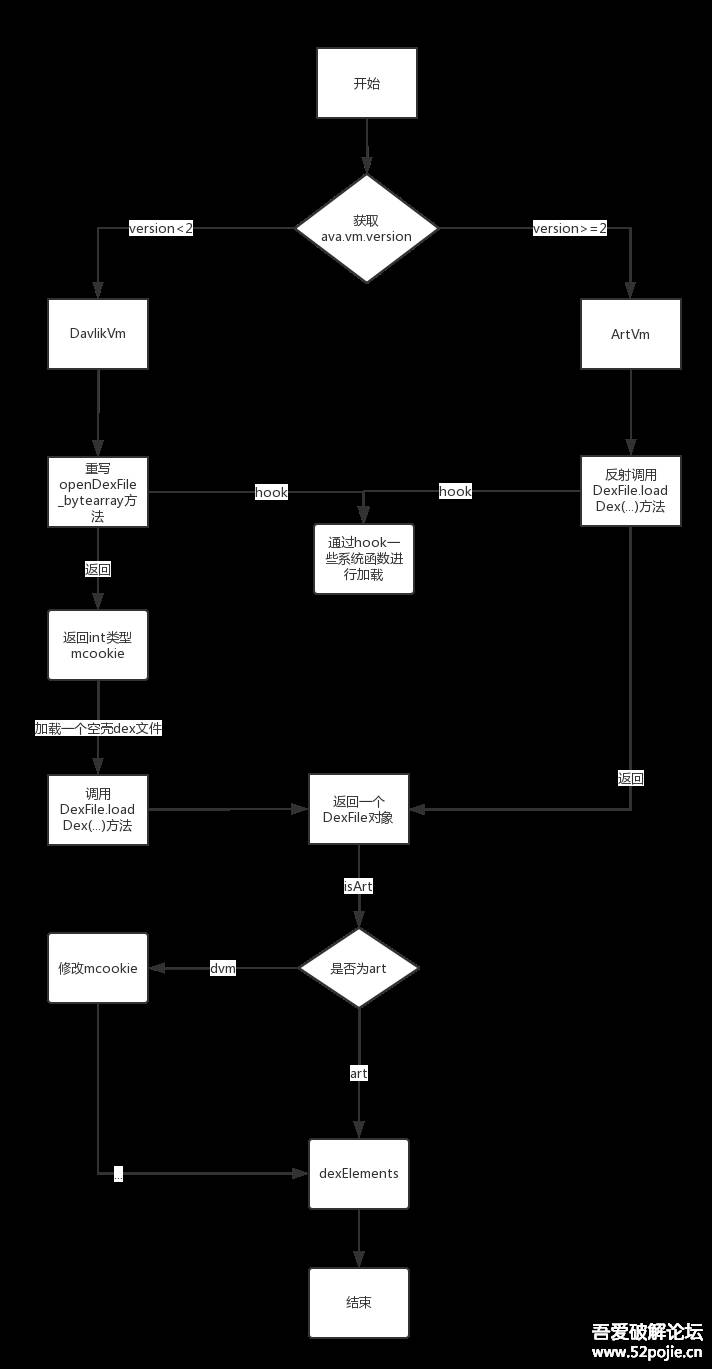 开始
获取
ava.vm.version
version<2
version>=2
DavlikVm
ArtVm
重写
openDexFile
_bytearray方
法
hook
hook
反射调用
DexFile.load
Dex(...)方法
通过hook一
些系统函数进
行加载
返回
返回int类型
mcookie
加载一个空壳dex文件
调用
DexFile.load
Dex(...)方法
返回一个
DexFile对象
返回
isArt
修改mcookie
dvm
是否为art
art
dexElements
...
结束
吾爱破解论坛
www.52pojie.cn